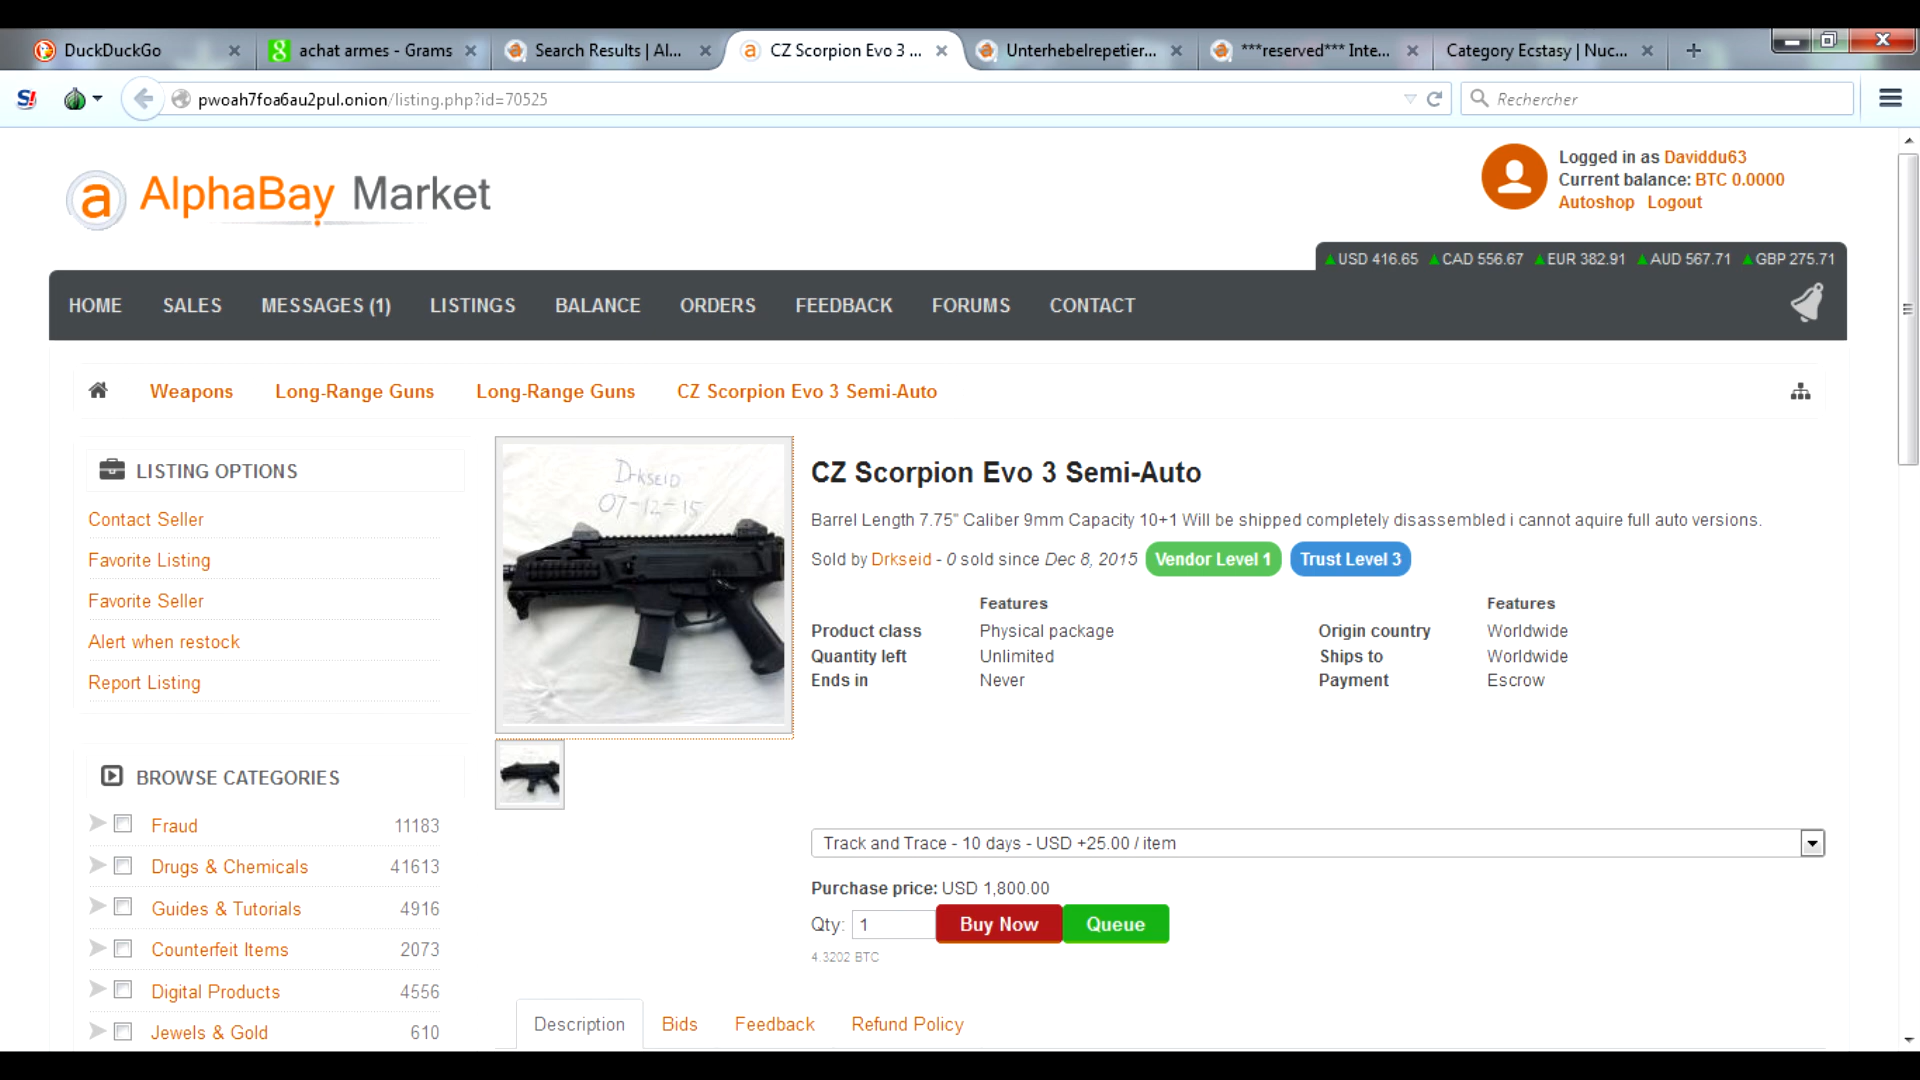 DuckDuckGo
achat armes - Grams
Search Results | Al...
CZ Scorpion Evo 3 ...
Unterhebelrepetier...
***reserved*** Inte...
Category Ecstasy | Nuc...
S!
pwoah7foa6au2pul.onion/listing.php?id=70525
Rechercher
a AlphaBay Market
Logged in as Daviddu63
Current balance: BTC 0.0000
Autoshop Logout
USD 416.65 CAD 556.67 EUR 382.91 AUD 567.71 GBP 275.71
HOME SALES MESSAGES (1) LISTINGS BALANCE ORDERS FEEDBACK FORUMS CONTACT
Weapons Long-Range Guns Long-Range Guns CZ Scorpion Evo 3 Semi-Auto
LISTING OPTIONS
Contact Seller
Favorite Listing
Favorite Seller
Alert when restock
Report Listing
BROWSE CATEGORIES
Fraud 11183
Drugs & Chemicals 41613
Guides & Tutorials 4916
Counterfeit Items 2073
Digital Products 4556
Jewels & Gold 610
DrkSEID
07-12-15
CZ Scorpion Evo 3 Semi-Auto
Barrel Length 7.75" Caliber 9mm Capacity 10+1 Will be shipped completely disassembled i cannot aquire full auto versions.
Sold by Drkseid - 0 sold since Dec 8, 2015 Vendor Level 1 Trust Level 3
Features Features
Product class Physical package Origin country Worldwide
Quantity left Unlimited Ships to Worldwide
Ends in Never Payment Escrow
Track and Trace - 10 days - USD +25.00 / item
Purchase price: USD 1,800.00
Qty: 1 Buy Now Queue
4.3202 BTC
Description Bids Feedback Refund Policy